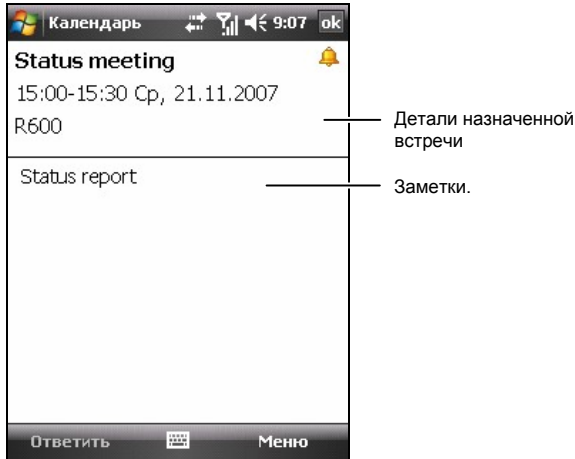 Календарь 9:07 ok
Status meeting
15:00-15:30 Ср, 21.11.2007
R600
Status report
Ответить Меню
Детали назначенной
встречи
Заметки.